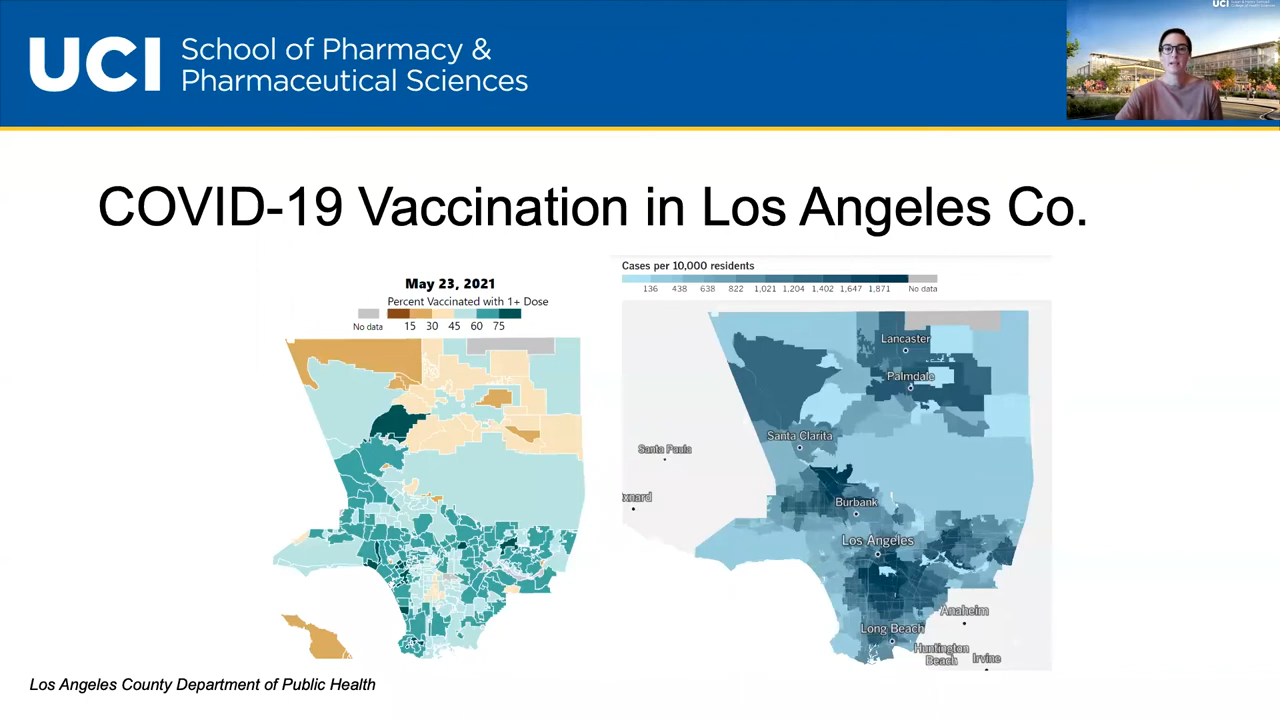 UCI
School of Pharmacy &
Pharmaceutical Sciences
UCI
COVID-19 Vaccination in Los Angeles Co.
May 23, 2021
Percent Vaccinated with 1+ Dose
No data
15 30 45 60 75
Cases per 10,000 residents
136 438 638 822 1,021 1,204 1,402 1,647 1,871 No data
Lancaster
Palmdale
Santa Clarita
Santa Paula
xnard
Burbank
Los Angeles
Anaheim
Long Beach
Huntington
Beach
Irvine
Los Angeles County Department of Public Health